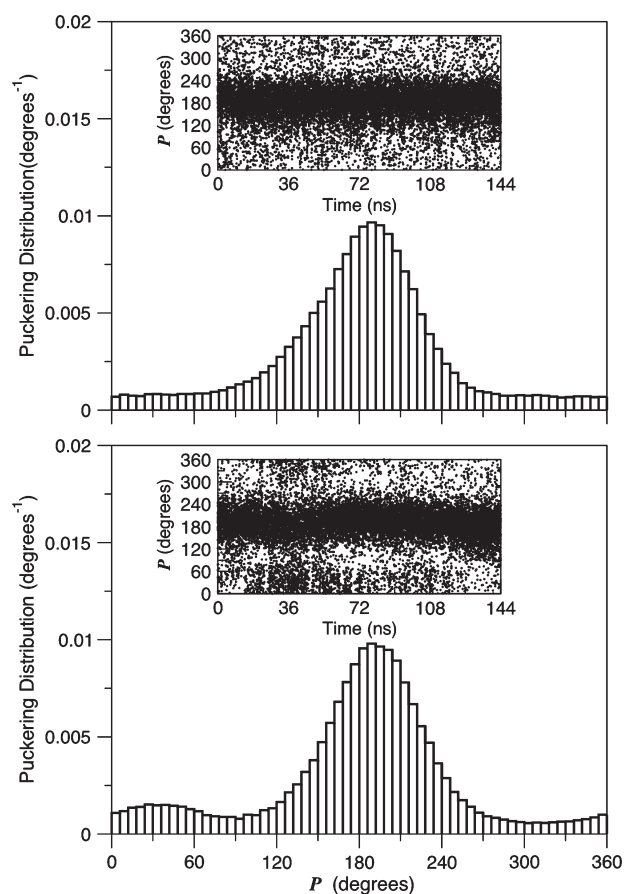 0.02
0.015
0.01
0.005
0
Puckering Distribution(degrees-1)
360
300
240
180
120
60
0
P (degrees)
0 36 72 108 144
Time (ns)
0.02
0.015
0.01
0.005
0
Puckering Distribution (degrees-1)
360
300
240
180
120
60
0
P (degrees)
0 36 72 108 144
Time (ns)
0 60 120 180 240 300 360
P (degrees)